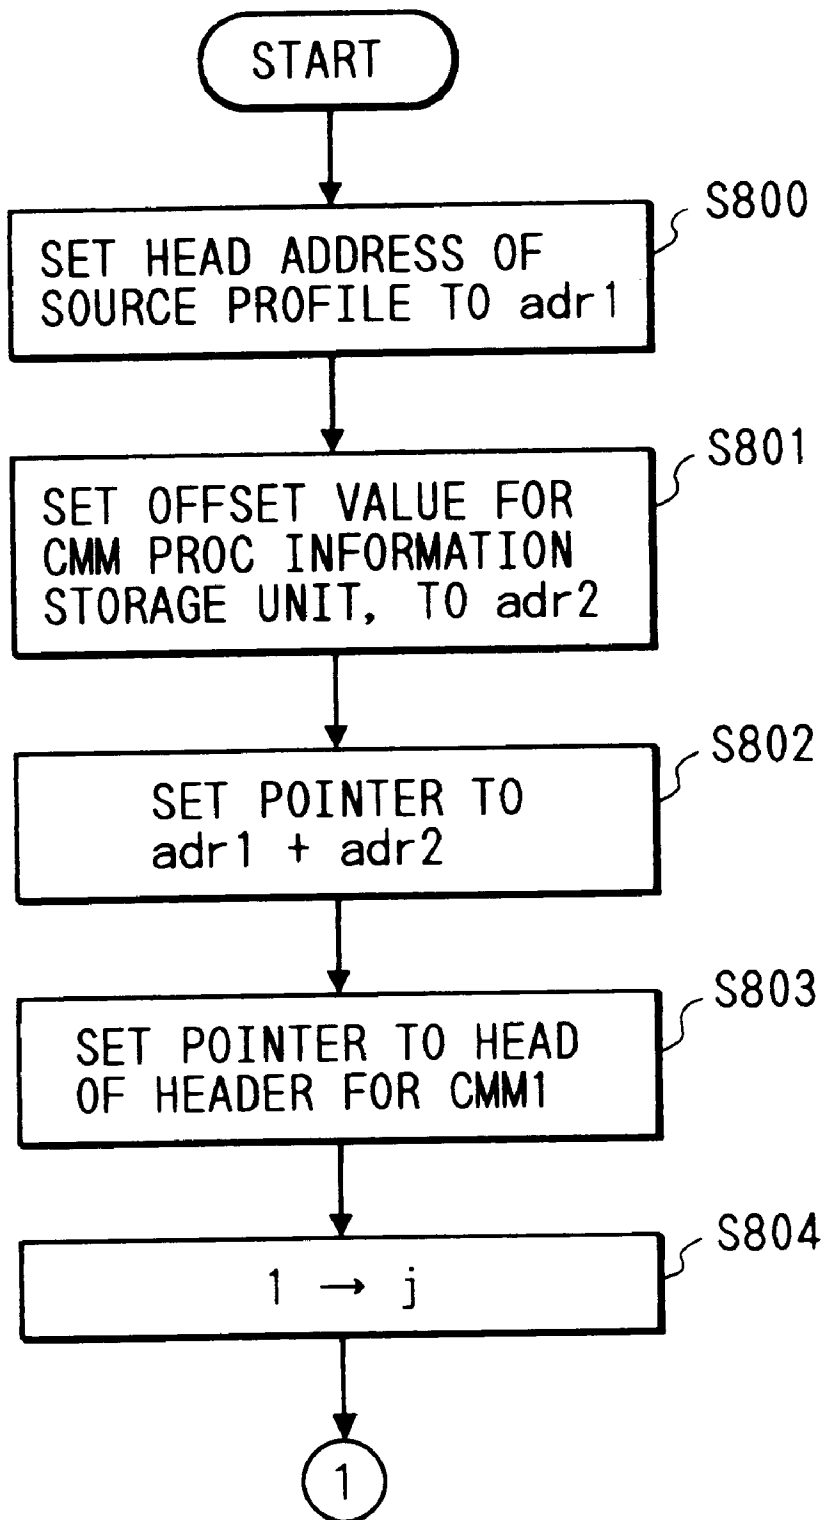 START
S800
SET HEAD ADDRESS OF
SOURCE PROFILE TO adr1
S801
SET OFFSET VALUE FOR
CMM PROC INFORMATION
STORAGE UNIT, TO adr2
S802
SET POINTER TO
adr1 + adr2
S803
SET POINTER TO HEAD
OF HEADER FOR CMM1
S804
1 → j
1